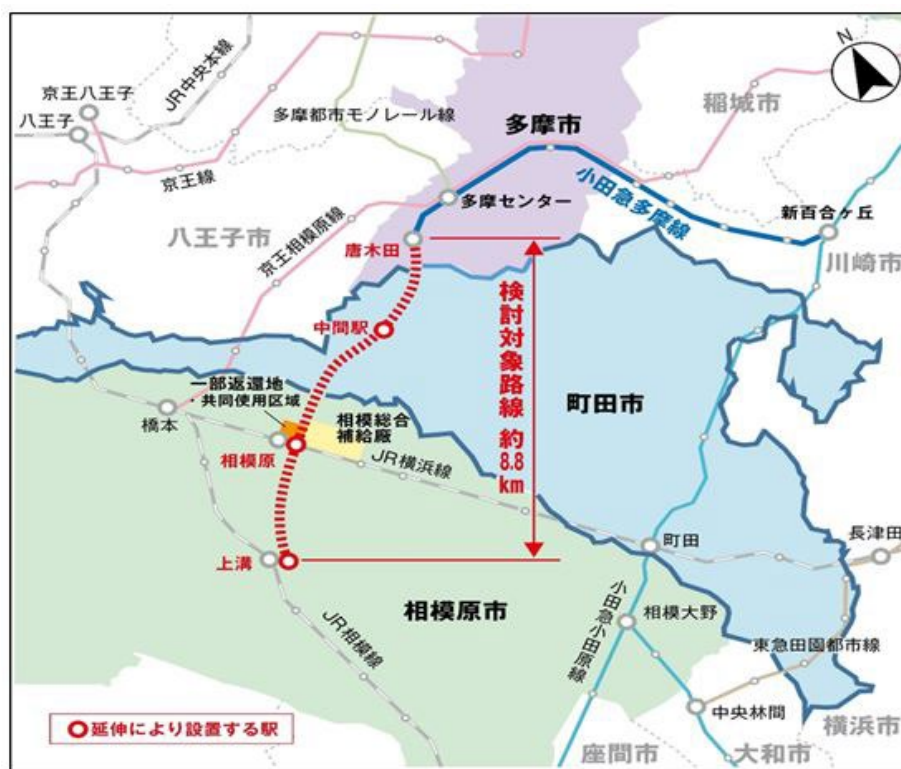 N
JR中央本線
京王八王子
八王子
多摩都市モノレール線
稲城市
多摩市
京王線
小田急多摩線
多摩センター
新百合ヶ丘
八王子市
京王相模原線
唐木田
川崎市
中間駅
検討対象路線 約8.8km
一部返還地
・共同使用区域
相模総合
補給廠
町田市
橋本
相模原
JR横浜線
長津田
町田
上溝
相模原市
小田急小田原線
相模大野
JR相模線
東急田園都市線
中央林間
横浜市
延伸により設置する駅
座間市
大和市